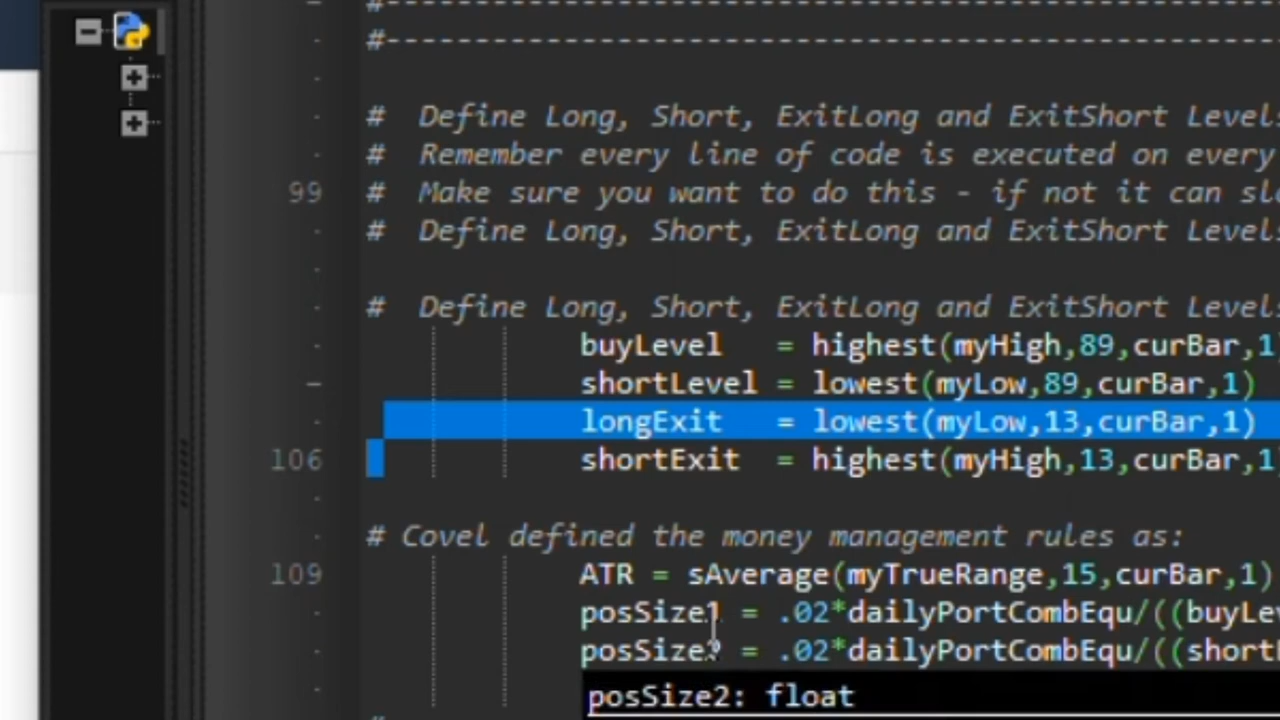 #-------------------------------------------------
#-------------------------------------------------
# Define Long, Short, ExitLong and ExitShort Levels
# Remember every line of code is executed on every
99 # Make sure you want to do this - if not it can sl
# Define Long, Short, ExitLong and ExitShort Levels
# Define Long, Short, ExitLong and ExitShort Level
buyLevel = highest(myHigh,89,curBar,1
shortLevel = lowest(myLow,89,curBar,1)
longExit = lowest(myLow,13,curBar,1)
106 shortExit = highest(myHigh,13,curBar,1
# Covel defined the money management rules as:
109 ATR = sAverage(myTrueRange,15,curBar,1)
posSize1 = .02*dailyPortCombEqu/((buyLe
posSize2 = .02*dailyPortCombEqu/((short
posSize2: float
#